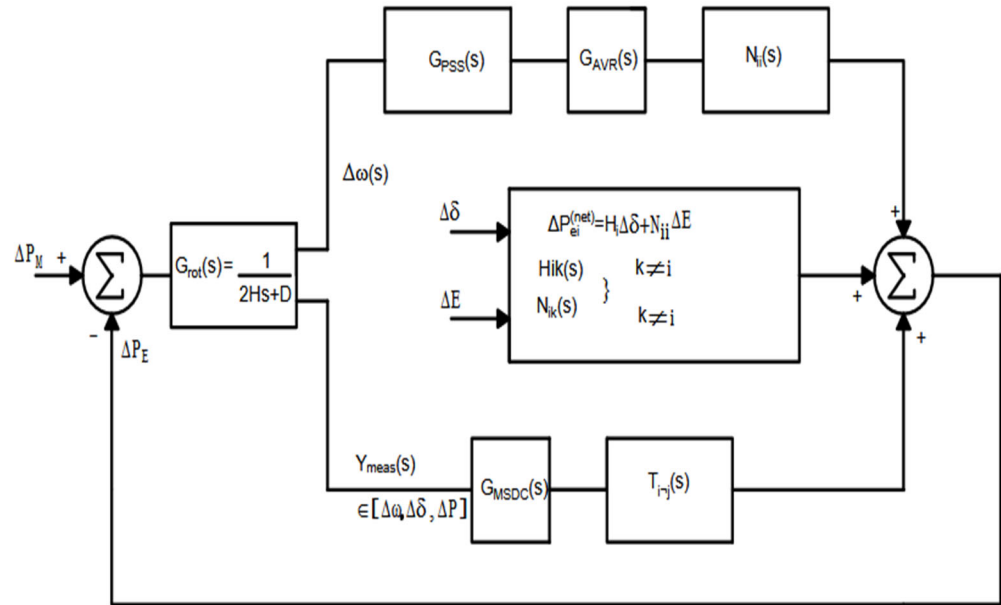 G_PSS(s)
G_AVR(s)
N_ii(s)
+
Δω(s)
Δδ
ΔP_ei^(net)=H_iΔδ+N_iiΔE
Hik(s)
} k≠i
N_ik(s)
k≠i
ΔE
ΔP_M +
Σ
G_rot(s)= 1
2Hs+D
−
ΔP_E
+
Σ
+
Y_meas(s)
∈[Δω,Δδ,ΔP]
G_MSDC(s)
T_i¬j(s)